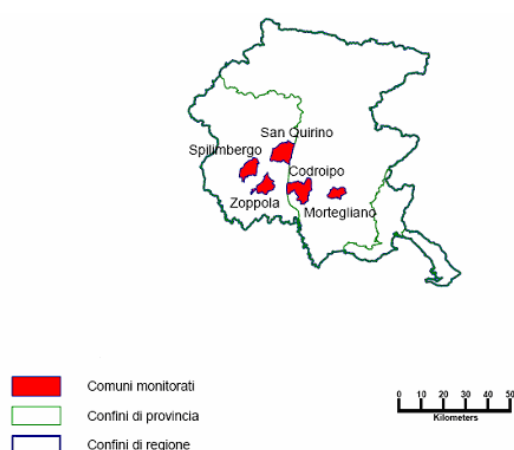 San Quirino
Spilimbergo
Codroipo
Zoppola
Mortegliano
Comuni monitorati
Confini di provincia
Confini di regione
0 10 20 30 40 50
Kilometers